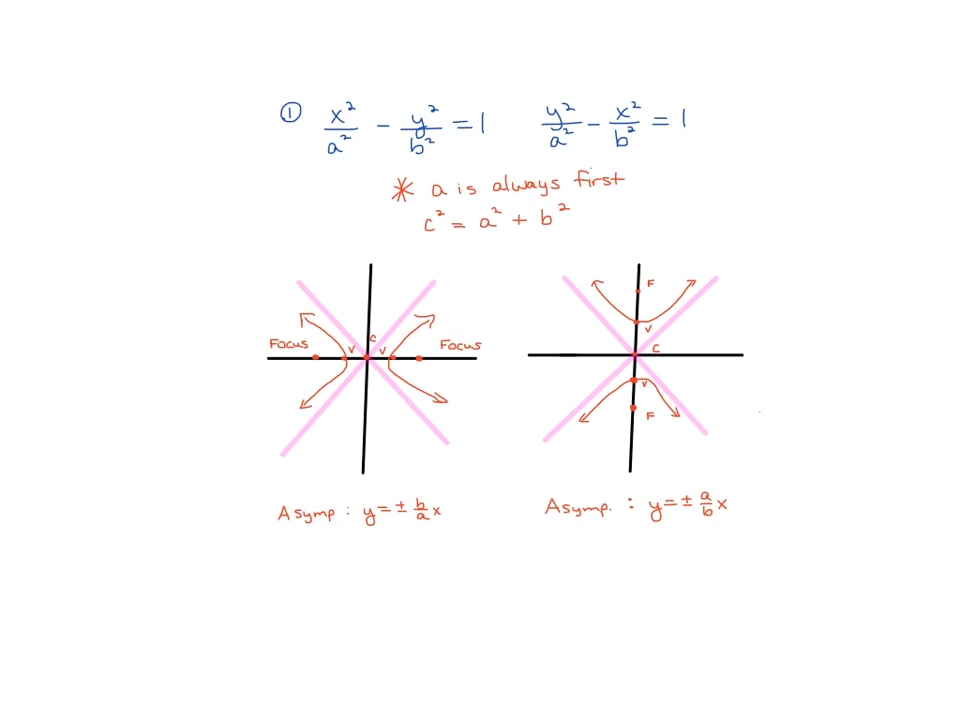 ① x²/a² - y²/b² = 1   y²/a² - x²/b² = 1
* a is always first
c² = a² + b²
Focus V C V Focus
F
V
C
V
F
Asymp : y = ± b/a x
Asymp. : y = ± a/b x